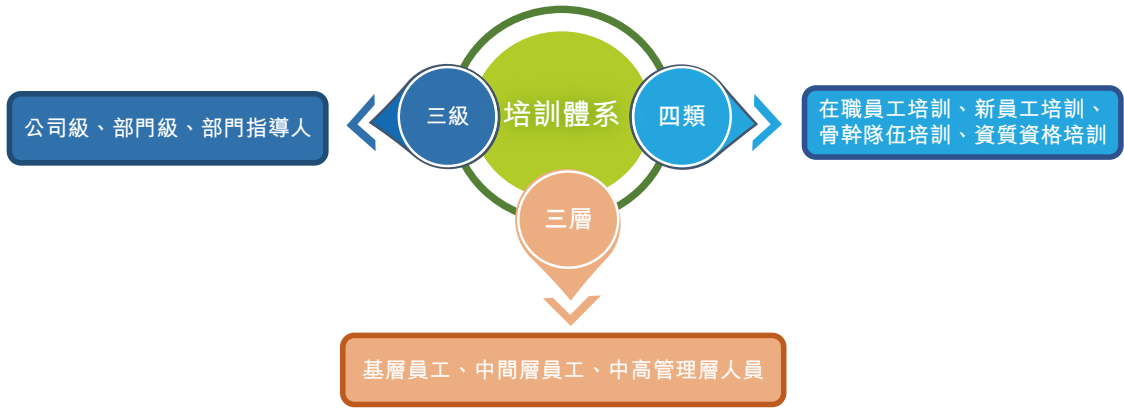 培訓體系
三級
四類
三層
公司級、部門級、部門指導人
在職員工培訓、新員工培訓、
骨幹隊伍培訓、資質資格培訓
基層員工、中間層員工、中高管理層人員